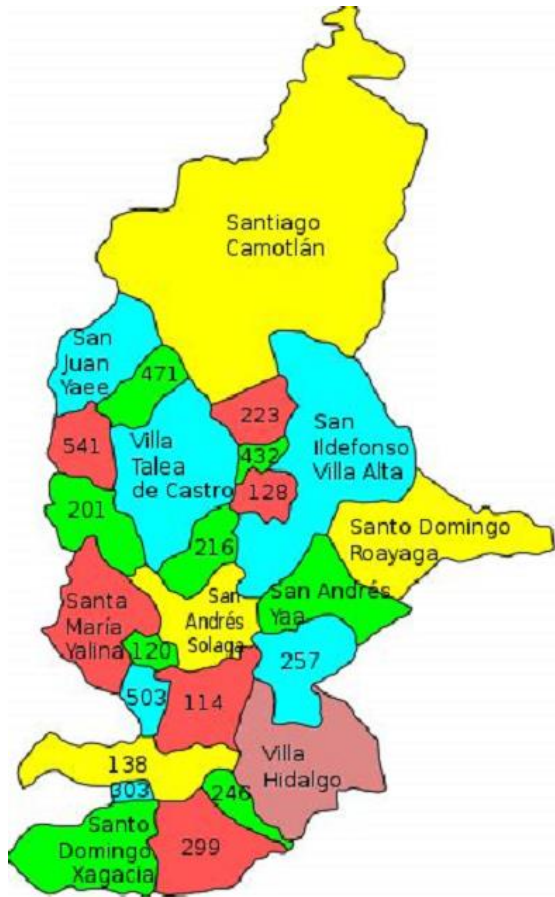 Santiago
Camotlán
San
Juan
Yaee
471
223
San
Ildefonso
Villa Alta
541
Villa
Talea
de Castro
432
128
201
216
Santo Domingo
Roayaga
San Andrés
Yaa
Santa
María
Yalina
San
Andrés
Solaga
120
257
503
114
138
Villa
Hidalgo
303
246
Santo
Domingo
Xagacia
299